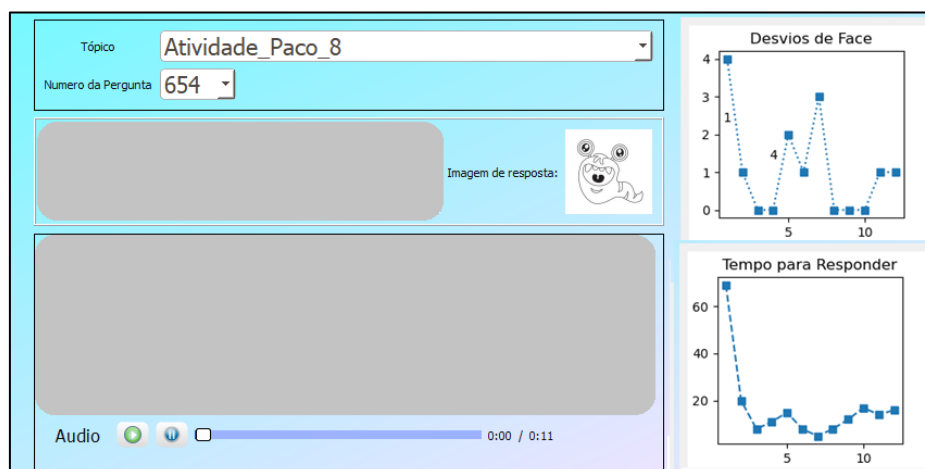 Tópico
Atividade_Paco_8
Numero da Pergunta
654
Imagem de resposta:
Audio
0:00 / 0:11
Desvios de Face
4
3
2
1
0
1
4
5
10
Tempo para Responder
60
40
20
5
10